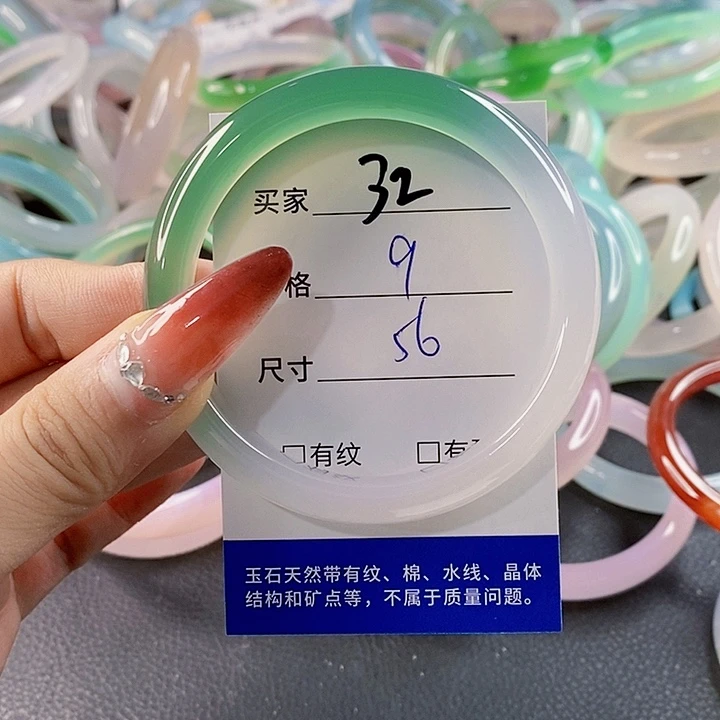 买家 32
格 9
尺寸 56
□有纹 □有
玉石天然带有纹、棉、水线、晶体
结构和矿点等，不属于质量问题。